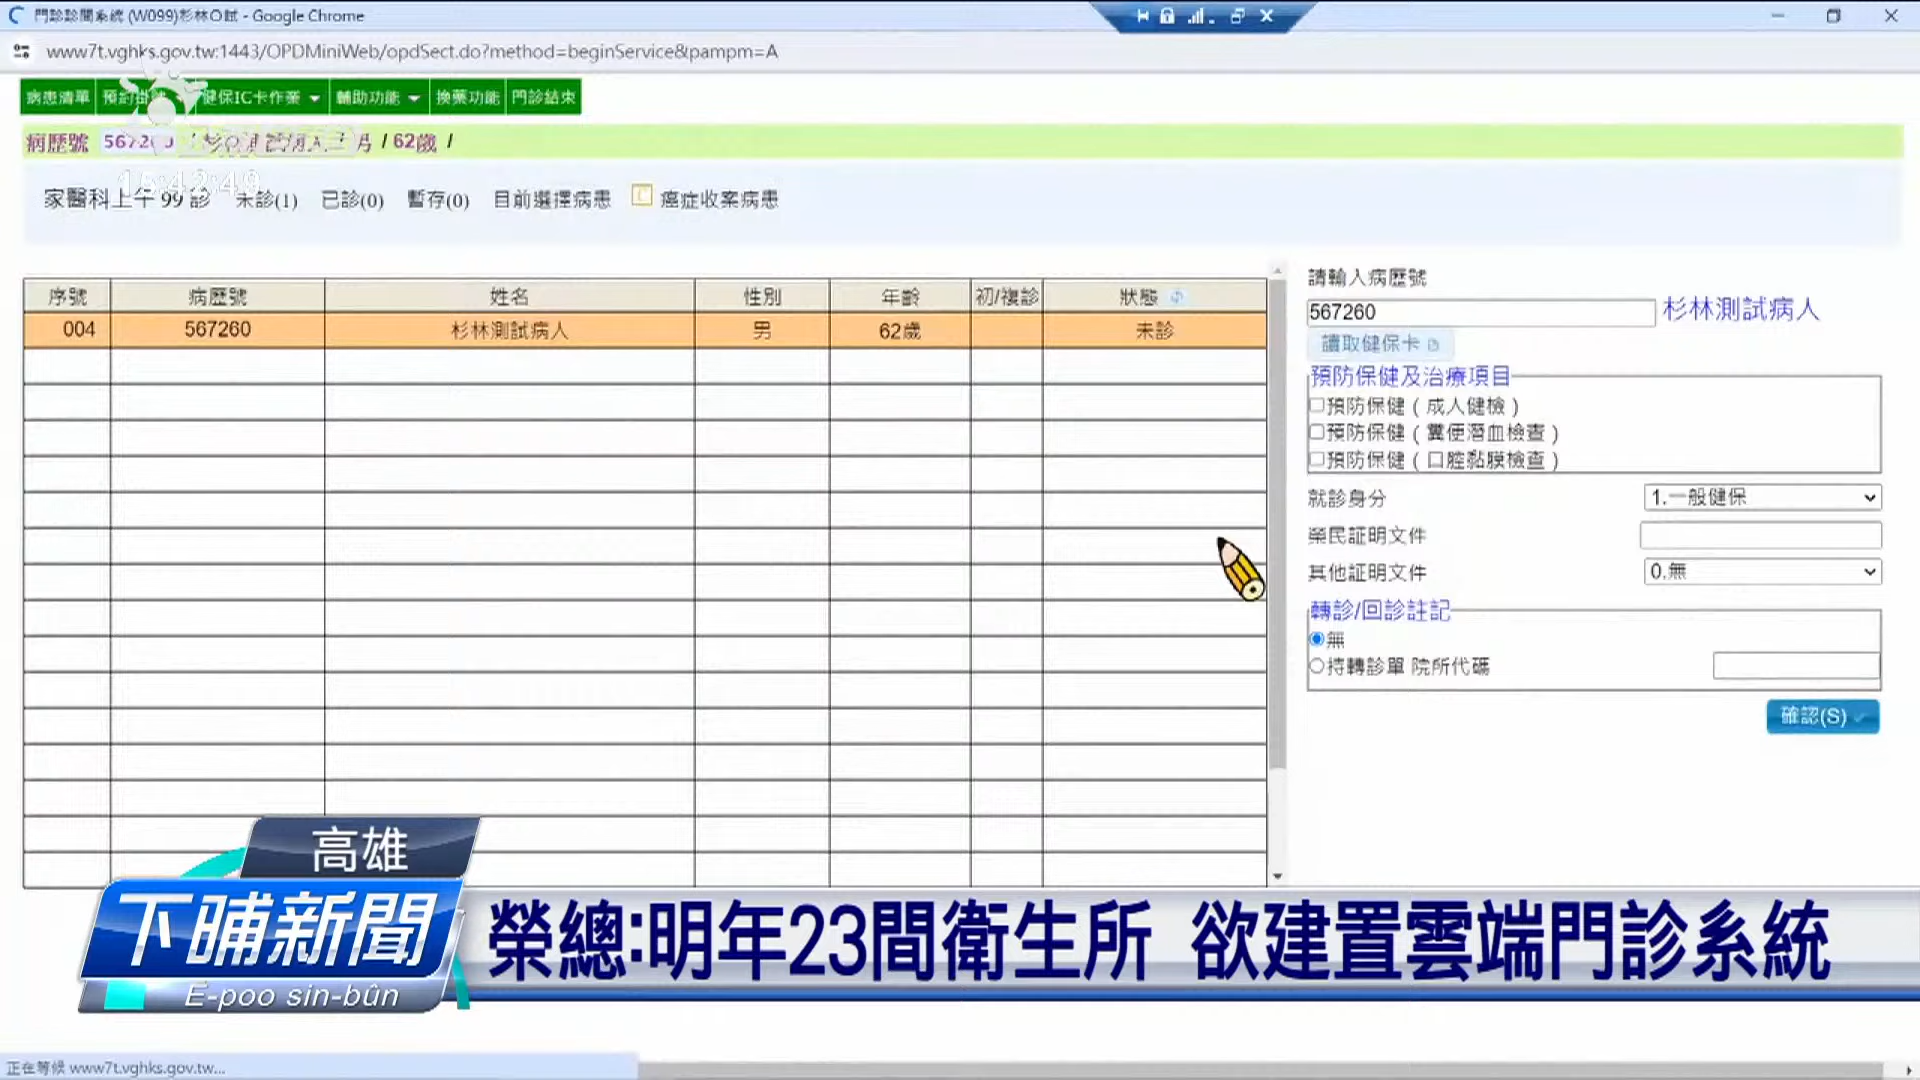 門診診間系統 (W099)杉林O試 - Google Chrome
www7t.vghks.gov.tw:1443/OPDMiniWeb/opdSect.do?method=beginService&pampm=A
病患清單 預約掛號 健保IC卡作業 輔助功能 換藥功能 門診結束
病歷號 567260 / 62歲 /
15:42:49
家醫科上午 99 診 未診(1) 已診(0) 暫存(0) 目前選擇病患 C 癌症收案病患
序號 病歷號 姓名 性別 年齡 初/複診 狀態
004 567260 杉林測試病人 男 62歲 未診
請輸入病歷號
567260 杉林測試病人
讀取健保卡
預防保健及治療項目
預防保健 ( 成人健檢 )
預防保健 ( 糞便潛血檢查 )
預防保健 ( 口腔黏膜檢查 )
就診身分 1.一般健保
榮民証明文件
其他証明文件 0.無
轉診/回診註記
無
持轉診單 院所代碼
確認(S)
高雄
下晡新聞
E-poo sin-bûn
榮總:明年23間衛生所 欲建置雲端門診系統
正在等候 www7t.vghks.gov.tw...